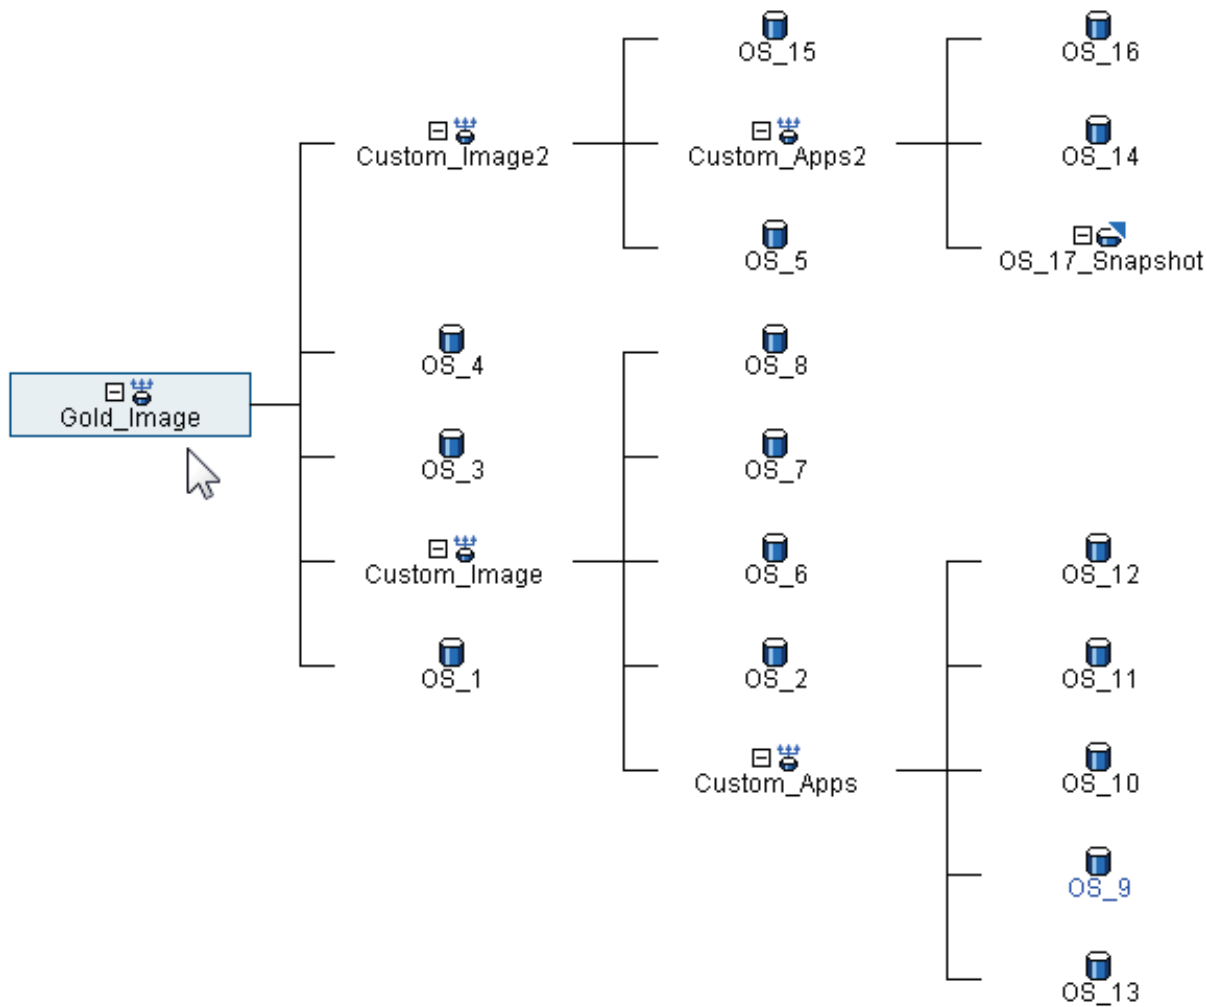 OS_15
OS_16
Custom_Image2
Custom_Apps2
OS_14
OS_5
OS_17_Snapshot
OS_4
OS_8
Gold_Image
OS_3
OS_7
Custom_Image
OS_6
OS_12
OS_1
OS_2
OS_11
Custom_Apps
OS_10
OS_9
OS_13